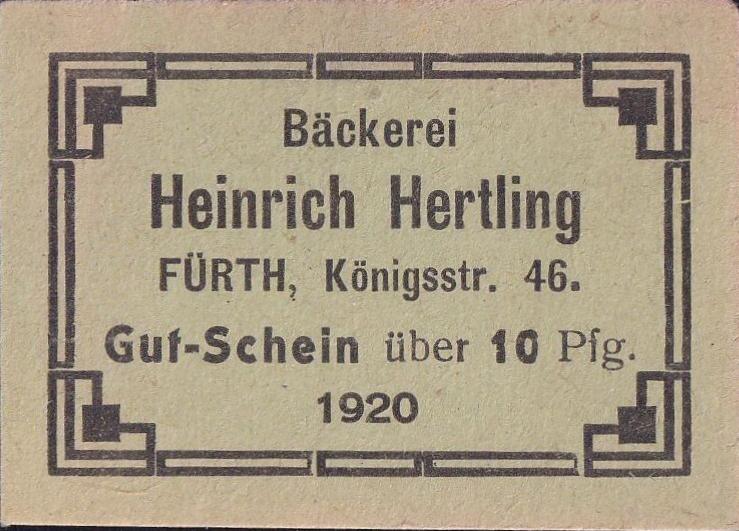 Bäckerei
Heinrich Hertling
FÜRTH, Königsstr. 46.
Gut-Schein über 10 Pfg.
1920